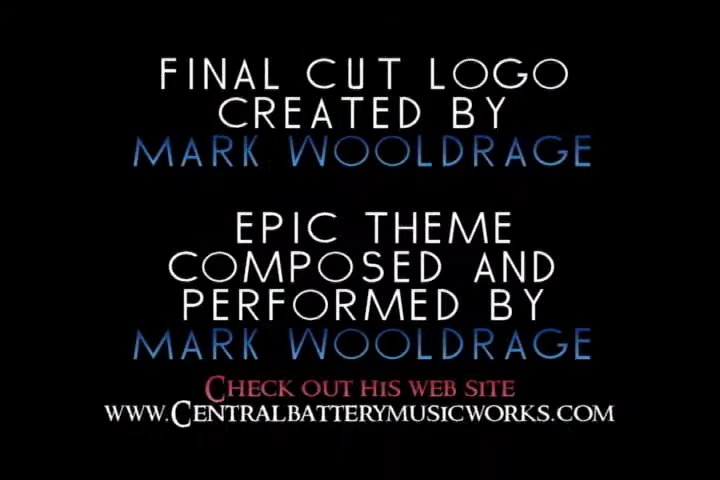 FINAL CUT LOGO
CREATED BY
MARK WOOLDRAGE
EPIC THEME
COMPOSED AND
PERFORMED BY
MARK WOOLDRAGE
CHECK OUT HIS WEB SITE
WWW.CENTRALBATTERYMUSICWORKS.COM